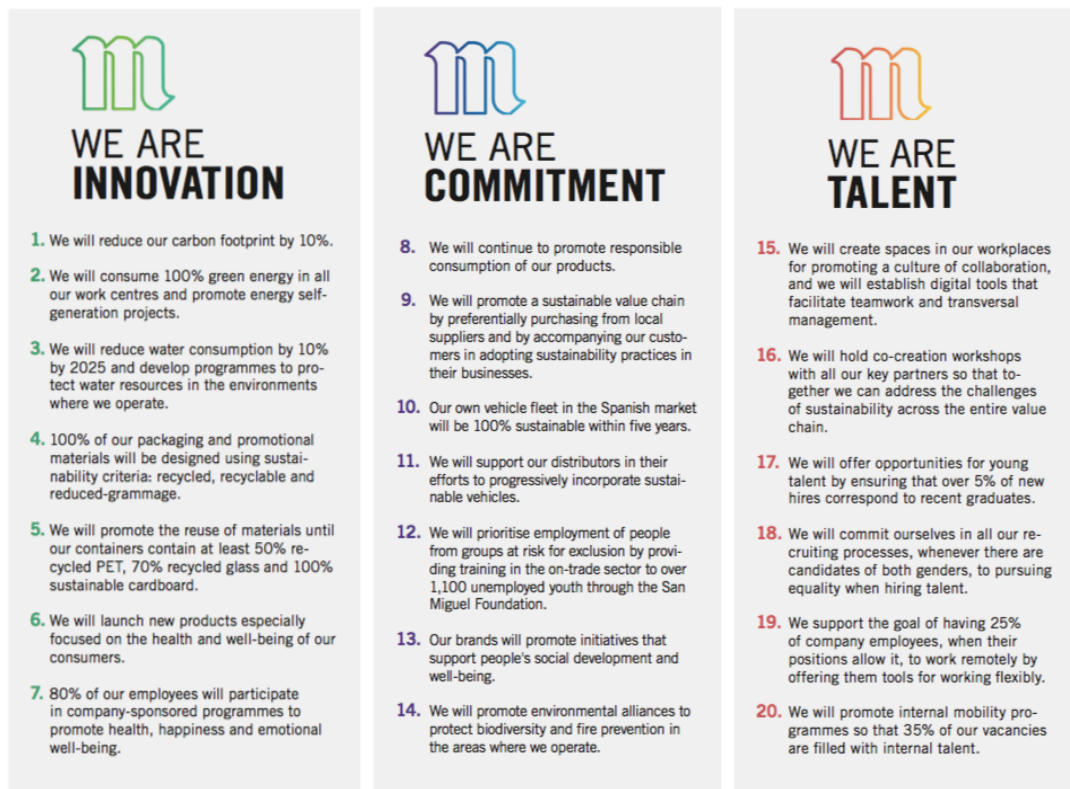 WE ARE
INNOVATION
1. We will reduce our carbon footprint by 10%.
2. We will consume 100% green energy in all
our work centres and promote energy self-
generation projects.
3. We will reduce water consumption by 10%
by 2025 and develop programmes to pro-
tect water resources in the environments
where we operate.
4. 100% of our packaging and promotional
materials will be designed using sustai-
nability criteria: recycled, recyclable and
reduced-grammage.
5. We will promote the reuse of materials until
our containers contain at least 50% re-
cycled PET, 70% recycled glass and 100%
sustainable cardboard.
6. We will launch new products especially
focused on the health and well-being of our
consumers.
7. 80% of our employees will participate
in company-sponsored programmes to
promote health, happiness and emotional
well-being.
WE ARE
COMMITMENT
8. We will continue to promote responsible
consumption of our products.
9. We will promote a sustainable value chain
by preferentially purchasing from local
suppliers and by accompanying our custo-
mers in adopting sustainability practices in
their businesses.
10. Our own vehicle fleet in the Spanish market
will be 100% sustainable within five years.
11. We will support our distributors in their
efforts to progressively incorporate sustai-
nable vehicles.
12. We will prioritise employment of people
from groups at risk for exclusion by provi-
ding training in the on-trade sector to over
1,100 unemployed youth through the San
Miguel Foundation.
13. Our brands will promote initiatives that
support people's social development and
well-being.
14. We will promote environmental alliances to
protect biodiversity and fire prevention in
the areas where we operate.
WE ARE
TALENT
15. We will create spaces in our workplaces
for promoting a culture of collaboration,
and we will establish digital tools that
facilitate teamwork and transversal
management.
16. We will hold co-creation workshops
with all our key partners so that to-
gether we can address the challenges
of sustainability across the entire value
chain.
17. We will offer opportunities for young
talent by ensuring that over 5% of new
hires correspond to recent graduates.
18. We will commit ourselves in all our re-
cruiting processes, whenever there are
candidates of both genders, to pursuing
equality when hiring talent.
19. We support the goal of having 25%
of company employees, when their
positions allow it, to work remotely by
offering them tools for working flexibly.
20. We will promote internal mobility pro-
grammes so that 35% of our vacancies
are filled with internal talent.